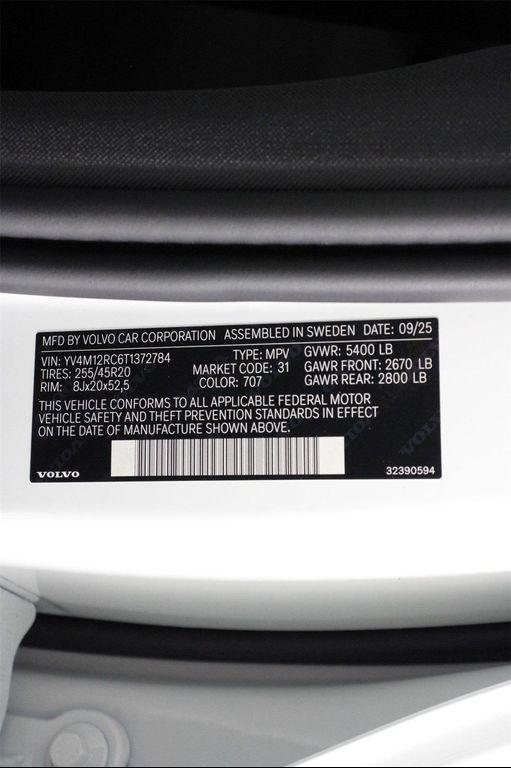 MFD BY VOLVO CAR CORPORATION ASSEMBLED IN SWEDEN DATE: 09/25
VIN: YV4M12RC6T1372784 TYPE: MPV GVWR: 5400 LB
TIRES: 255/45R20 MARKET CODE: 31 GAWR FRONT: 2670 LB
RIM: 8Jx20x52,5 COLOR: 707 GAWR REAR: 2800 LB
THIS VEHICLE CONFORMS TO ALL APPLICABLE FEDERAL MOTOR
VEHICLE SAFETY AND THEFT PREVENTION STANDARDS IN EFFECT
ON THE DATE OF MANUFACTURE SHOWN ABOVE.
VOLVO 32390594